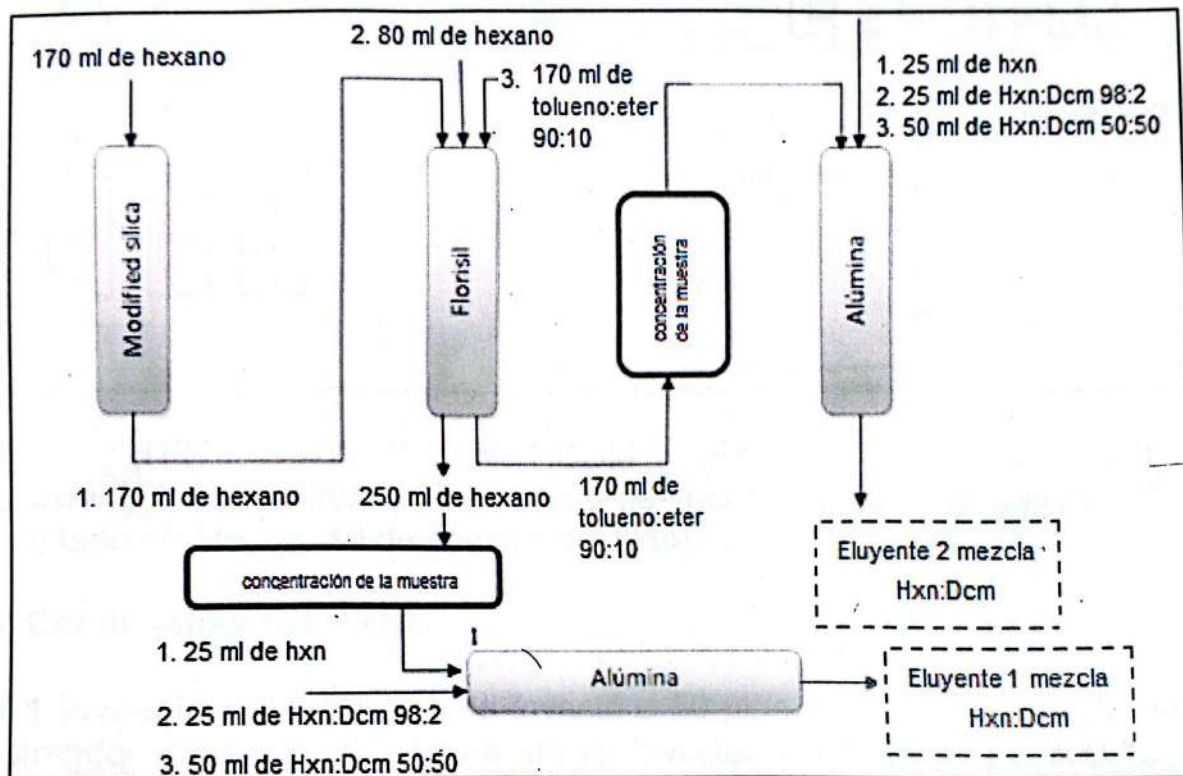 170 ml de hexano
2. 80 ml de hexano
3. 170 ml de
tolueno:eter
90:10
1. 25 ml de hxn
2. 25 ml de Hxn:Dcm 98:2
3. 50 ml de Hxn:Dcm 50:50
Modified silica
Florisil
concentración
de la muestra
Alúmina
1. 170 ml de hexano
250 ml de hexano
170 ml de
tolueno:eter
90:10
Eluyente 2 mezcla
Hxn:Dcm
concentración de la muestra
1. 25 ml de hxn
2. 25 ml de Hxn:Dcm 98:2
3. 50 ml de Hxn:Dcm 50:50
Alúmina
Eluyente 1 mezcla
Hxn:Dcm